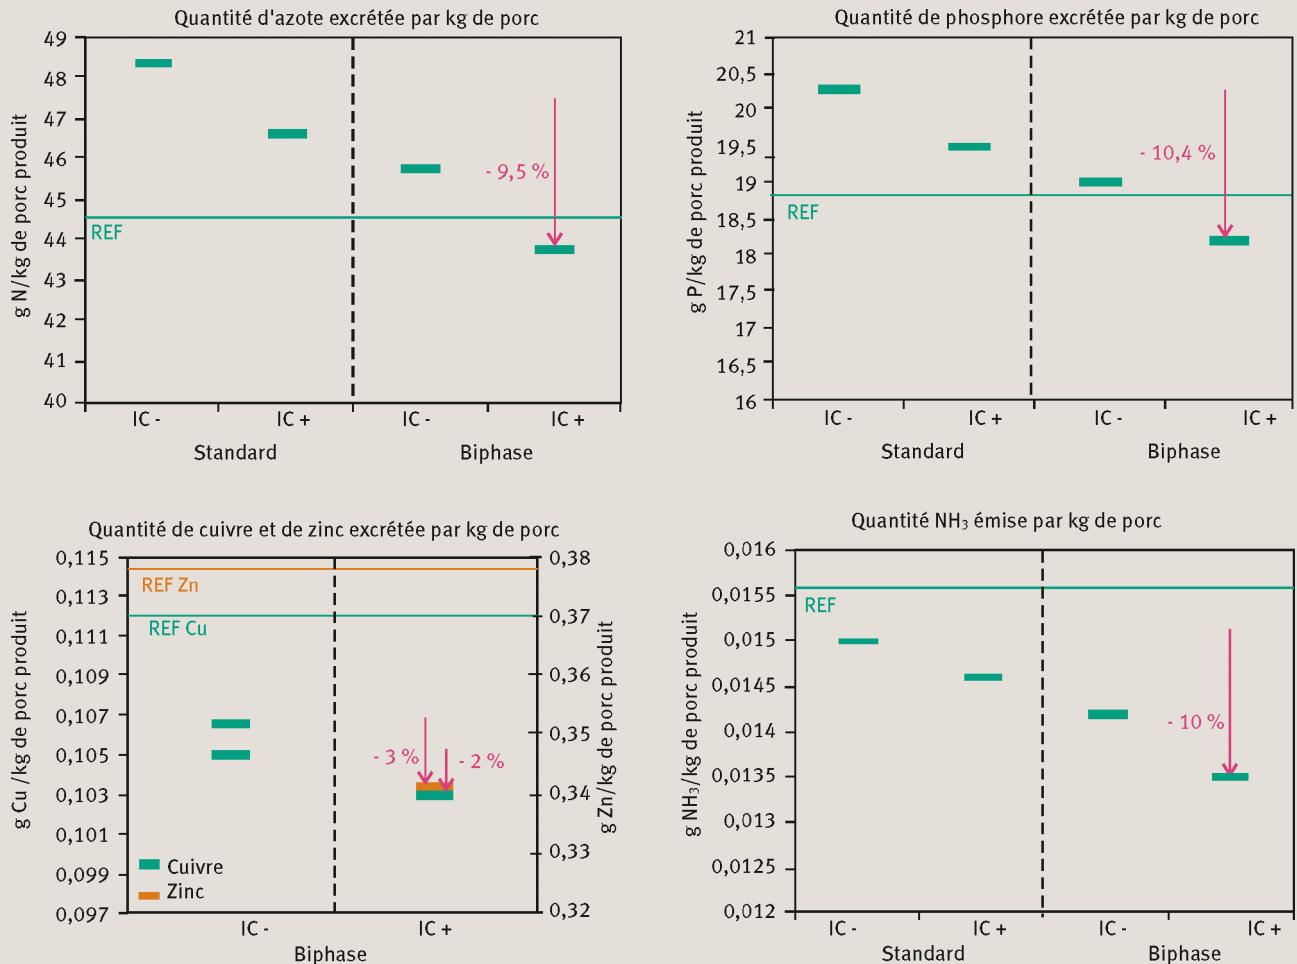 Quantité d'azote excrétée par kg de porc
g N/kg de porc produit
49
48
47
46
45
44
43
42
41
40
REF
- 9,5 %
IC -
IC +
IC -
IC +
Standard
Biphase
Quantité de phosphore excrétée par kg de porc
g P/kg de porc produit
21
20,5
20
19,5
19
18,5
18
17,5
17
16,5
16
REF
- 10,4 %
IC -
IC +
IC -
IC +
Standard
Biphase
Quantité de cuivre et de zinc excrétée par kg de porc
g Cu /kg de porc produit
0,115
0,113
0,111
0,109
0,107
0,105
0,103
0,101
0,099
0,097
REF Zn
REF Cu
- 3 %
- 2 %
Cuivre
Zinc
0,38
0,37
0,36
0,35
0,34
0,33
0,32
g Zn/kg de porc produit
IC -
IC +
Biphase
Quantité NH₃ émise par kg de porc
g NH₃/kg de porc produit
0,016
0,0155
0,015
0,0145
0,014
0,0135
0,013
0,0125
0,012
REF
- 10 %
IC -
IC +
IC -
IC +
Standard
Biphase